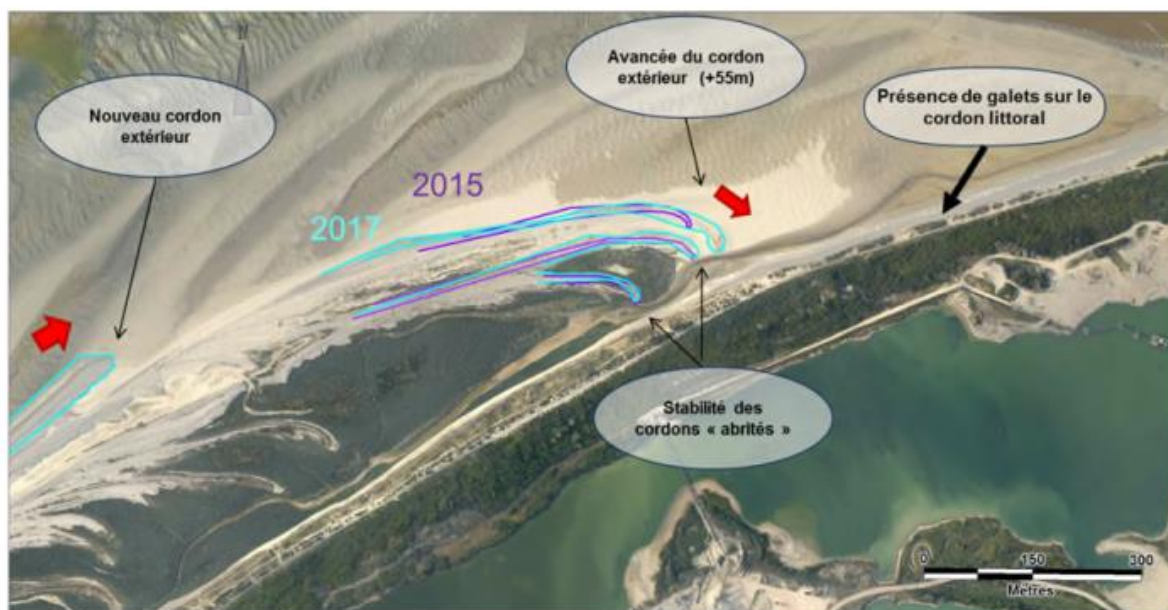 N
Avancée du cordon
extérieur (+55m)
Nouveau cordon
extérieur
Présence de galets sur le
cordon littoral
2015
2017
Stabilité des
cordons « abrités »
0 150 300
Mètres